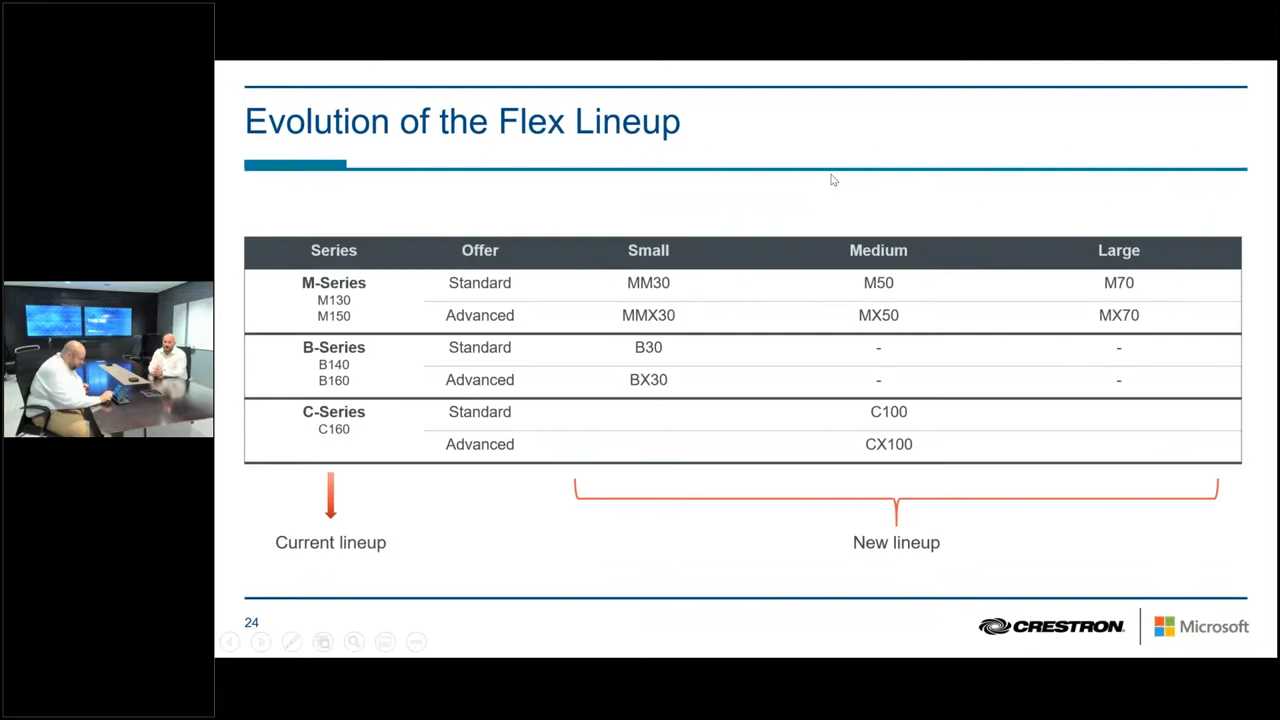 Evolution of the Flex Lineup
Series Offer Small Medium Large
M-Series
M130
M150
Standard MM30 M50 M70
Advanced MMX30 MX50 MX70
B-Series
B140
B160
Standard B30 - -
Advanced BX30 - -
C-Series
C160
Standard C100
Advanced CX100
Current lineup
New lineup
24
CRESTRON
Microsoft